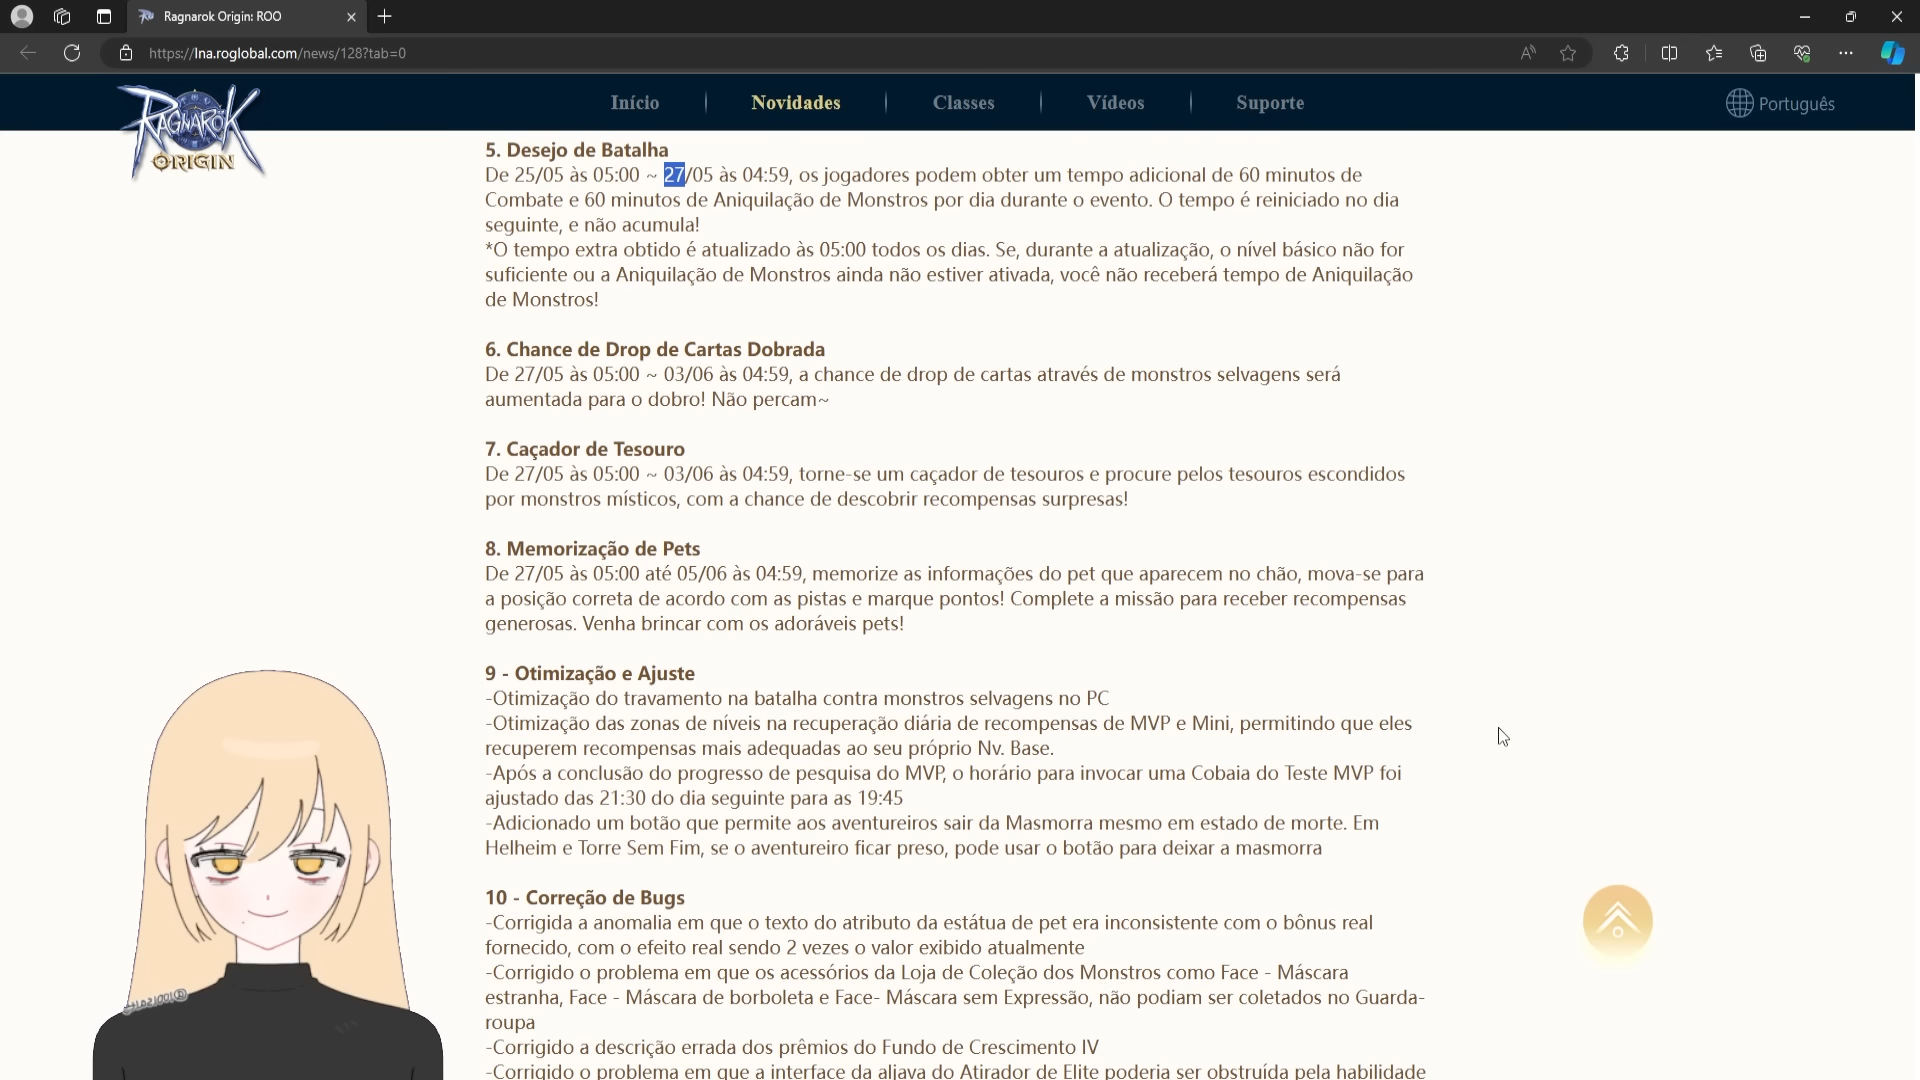 Ragnarok Origin: ROO
https://lna.roglobal.com/news/128?tab=0
RAGNAROK
ORIGIN
Início
Novidades
Classes
Vídeos
Suporte
Português
5. Desejo de Batalha
De 25/05 às 05:00 ~ 27/05 às 04:59, os jogadores podem obter um tempo adicional de 60 minutos de
Combate e 60 minutos de Aniquilação de Monstros por dia durante o evento. O tempo é reiniciado no dia
seguinte, e não acumula!
*O tempo extra obtido é atualizado às 05:00 todos os dias. Se, durante a atualização, o nível básico não for
suficiente ou a Aniquilação de Monstros ainda não estiver ativada, você não receberá tempo de Aniquilação
de Monstros!
6. Chance de Drop de Cartas Dobrada
De 27/05 às 05:00 ~ 03/06 às 04:59, a chance de drop de cartas através de monstros selvagens será
aumentada para o dobro! Não percam~
7. Caçador de Tesouro
De 27/05 às 05:00 ~ 03/06 às 04:59, torne-se um caçador de tesouros e procure pelos tesouros escondidos
por monstros místicos, com a chance de descobrir recompensas surpresas!
8. Memorização de Pets
De 27/05 às 05:00 até 05/06 às 04:59, memorize as informações do pet que aparecem no chão, mova-se para
a posição correta de acordo com as pistas e marque pontos! Complete a missão para receber recompensas
generosas. Venha brincar com os adoráveis pets!
9 - Otimização e Ajuste
-Otimização do travamento na batalha contra monstros selvagens no PC
-Otimização das zonas de níveis na recuperação diária de recompensas de MVP e Mini, permitindo que eles
recuperem recompensas mais adequadas ao seu próprio Nv. Base.
-Após a conclusão do progresso de pesquisa do MVP, o horário para invocar uma Cobaia do Teste MVP foi
ajustado das 21:30 do dia seguinte para as 19:45
-Adicionado um botão que permite aos aventureiros sair da Masmorra mesmo em estado de morte. Em
Helheim e Torre Sem Fim, se o aventureiro ficar preso, pode usar o botão para deixar a masmorra
10 - Correção de Bugs
-Corrigida a anomalia em que o texto do atributo da estátua de pet era inconsistente com o bônus real
fornecido, com o efeito real sendo 2 vezes o valor exibido atualmente
-Corrigido o problema em que os acessórios da Loja de Coleção dos Monstros como Face - Máscara
estranha, Face - Máscara de borboleta e Face- Máscara sem Expressão, não podiam ser coletados no Guarda-
roupa
-Corrigido a descrição errada dos prêmios do Fundo de Crescimento IV
-Corrigido o problema em que a interface da aljava do Atirador de Elite poderia ser obstruída pela habilidade